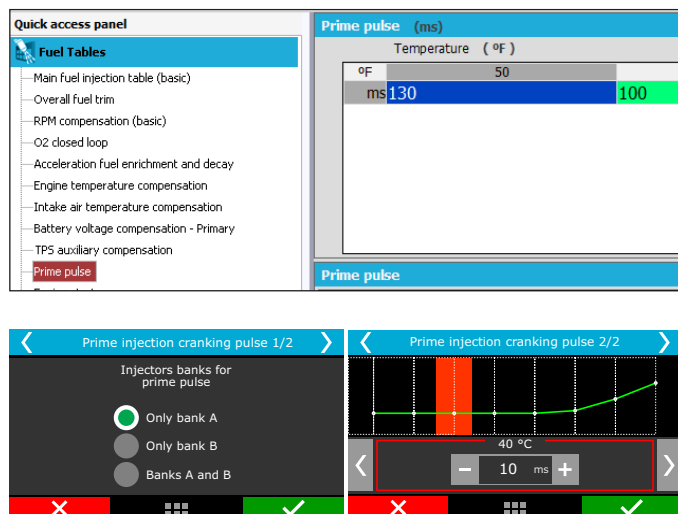 Quick access panel
Fuel Tables
Main fuel injection table (basic)
Overall fuel trim
RPM compensation (basic)
O2 closed loop
Acceleration fuel enrichment and decay
Engine temperature compensation
Intake air temperature compensation
Battery voltage compensation - Primary
TPS auxiliary compensation
Prime pulse
Prime pulse (ms)
Temperature ( ºF )
ºF 50
ms 130 100
Prime pulse
Prime injection cranking pulse 1/2
Injectors banks for
prime pulse
Only bank A
Only bank B
Banks A and B
Prime injection cranking pulse 2/2
40 °C
10 ms